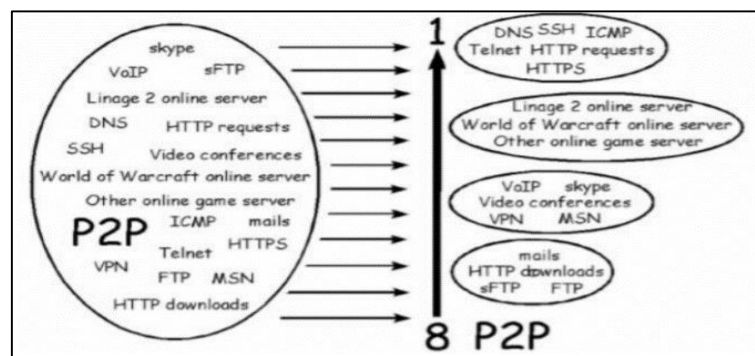 skype
VoIP sFTP
Linage 2 online server
DNS HTTP requests
SSH Video conferences
World of Warcraft online server
Other online game server
P2P ICMP mails
Telnet HTTPS
VPN FTP MSN
HTTP downloads
1
DNS SSH ICMP
Telnet HTTP requests
HTTPS
Linage 2 online server
World of Warcraft online server
Other online game server
VoIP skype
Video conferences
VPN MSN
mails
HTTP downloads
sFTP FTP
8 P2P